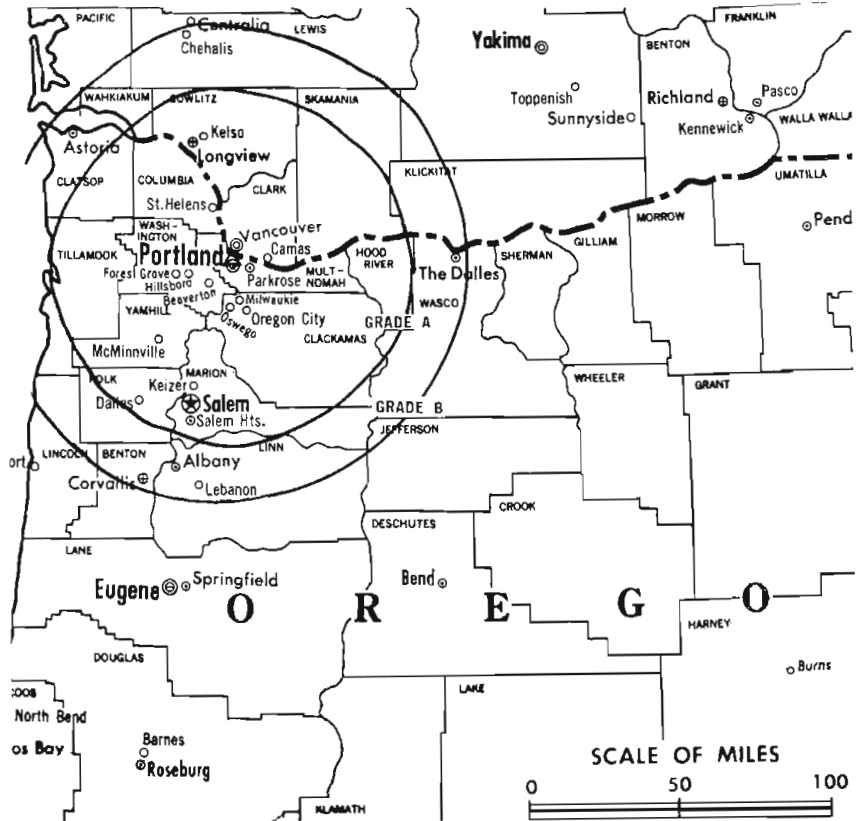 PACIFIC
Centralia
LEWIS
Chehalis
Yakima
BENTON
FRANKLIN
WAHKIAKUM
COWLITZ
SKAMANIA
Toppenish
Sunnyside
Richland
Pasco
Kennewick
WALLA WALLA
Astoria
Kelso
Longview
KLICKITAT
CLATSOP
COLUMBIA
CLARK
UMATILLA
St. Helens
MORROW
WASH-
INGTON
Vancouver
HOOD
RIVER
GILLIAM
Pend
TILLAMOOK
Portland
Camas
SHERMAN
Forest Grove
Parkrose
MULT-
NOMAH
The Dalles
Hillsboro
Beaverton
Milwaukie
WASCO
YAMHILL
Oswego
Oregon City
GRADE A
McMinnville
CLACKAMAS
POLK
MARION
WHEELER
GRANT
Keizer
Dallas
Salem
GRADE B
Salem Hts.
JEFFERSON
LINN
ort
LINCOLN
BENTON
Albany
Corvallis
Lebanon
CROOK
DESCHUTES
LANE
Eugene
Springfield
Bend
O R E G O
HARNEY
DOUGLAS
Burns
LAKE
COOS
North Bend
os Bay
Barnes
Roseburg
SCALE OF MILES
0 50 100
KLAMATH